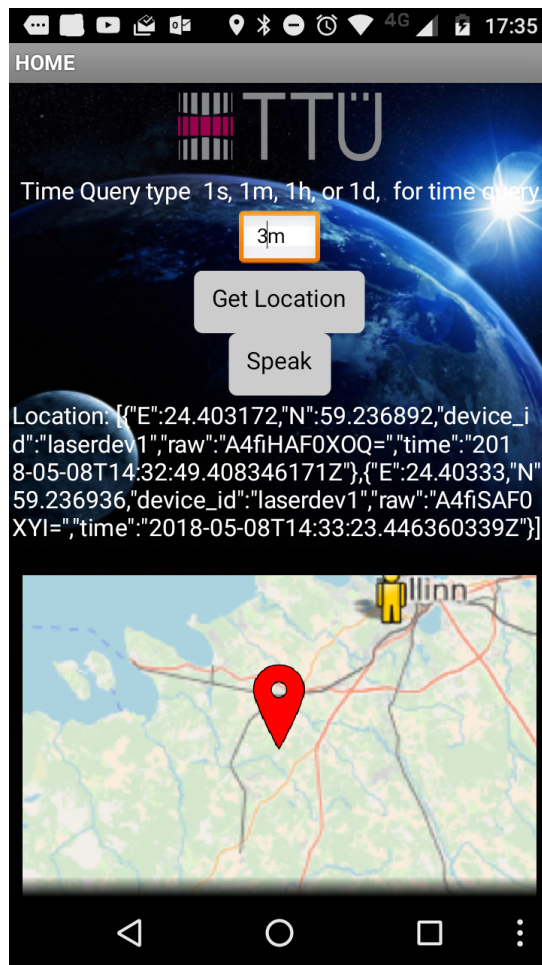 4G 17:35
HOME
TTÜ
Time Query type 1s, 1m, 1h, or 1d, for time query
3m
Get Location
Speak
Location: [{"E":24.403172,"N":59.236892,"device_i
d":"laserdev1","raw":"A4fiHAF0XOQ=","time":"201
8-05-08T14:32:49.408346171Z"},{"E":24.40333,"N"
59.236936,"device_id":"laserdev1","raw":"A4fiSAF0
XYI=","time":"2018-05-08T14:33:23.446360339Z"}]
llinn